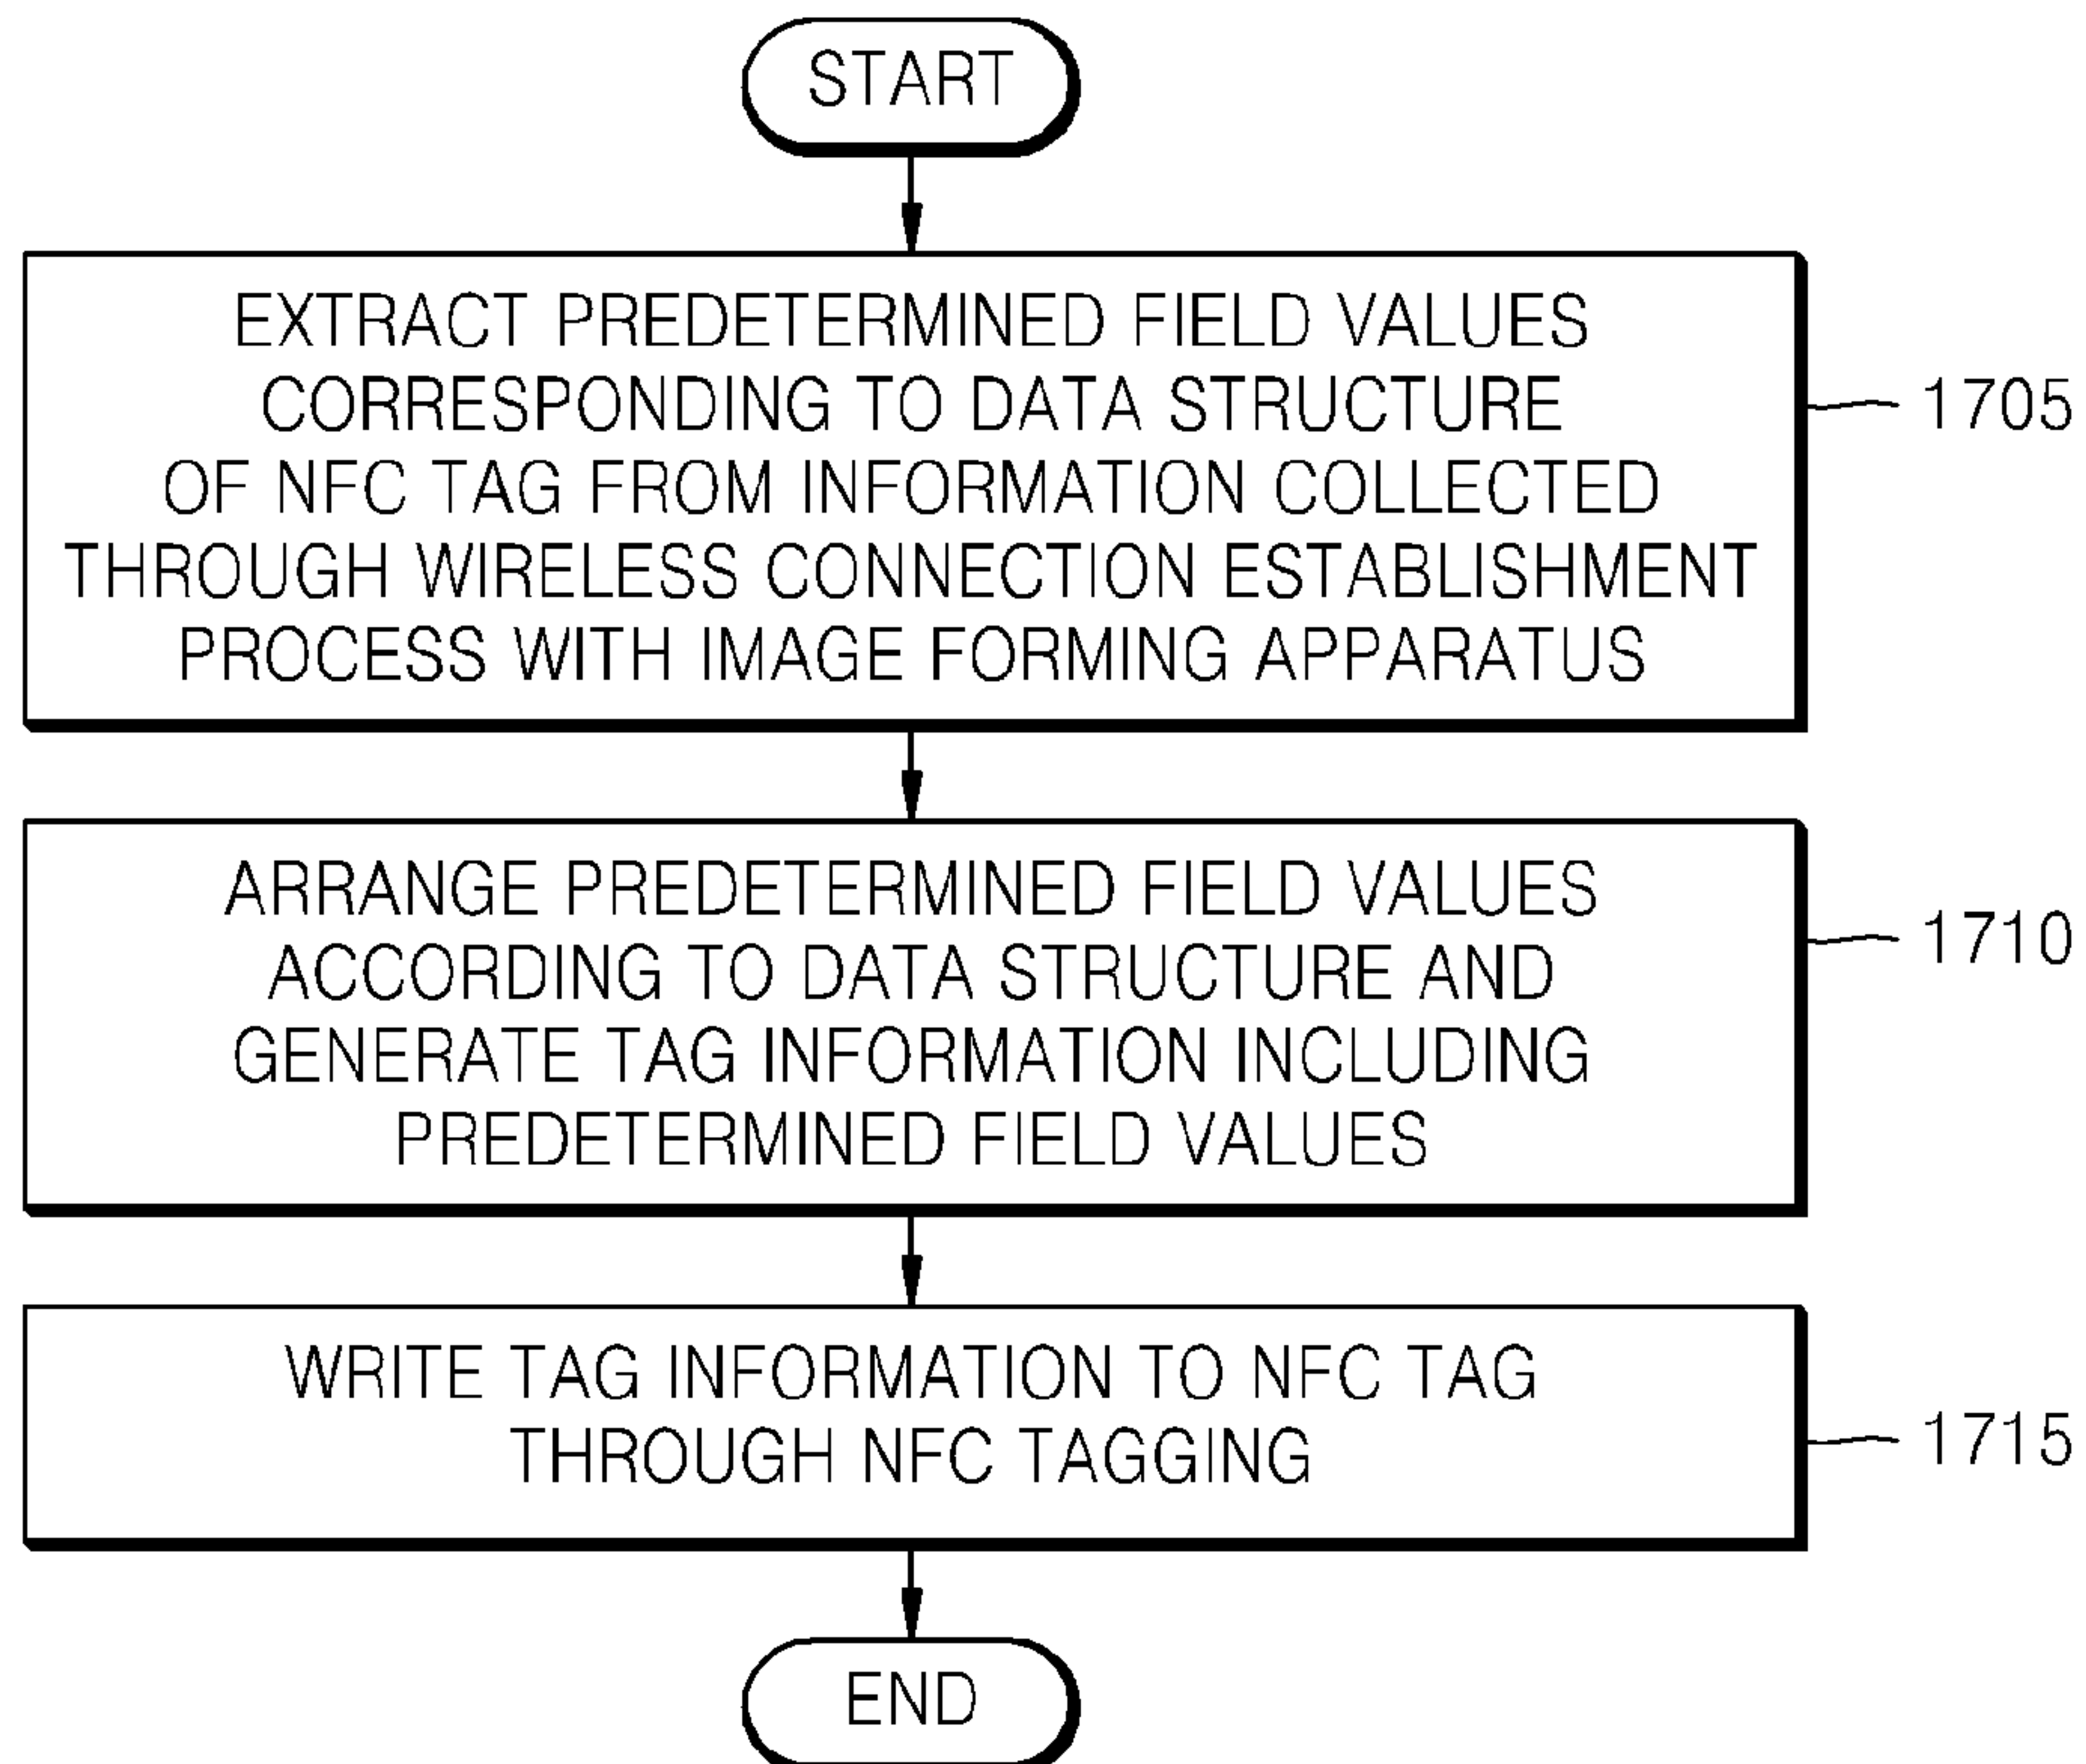 START
EXTRACT PREDETERMINED FIELD VALUES
CORRESPONDING TO DATA STRUCTURE
OF NFC TAG FROM INFORMATION COLLECTED
THROUGH WIRELESS CONNECTION ESTABLISHMENT
PROCESS WITH IMAGE FORMING APPARATUS
1705
ARRANGE PREDETERMINED FIELD VALUES
ACCORDING TO DATA STRUCTURE AND
GENERATE TAG INFORMATION INCLUDING
PREDETERMINED FIELD VALUES
1710
WRITE TAG INFORMATION TO NFC TAG
THROUGH NFC TAGGING
1715
END